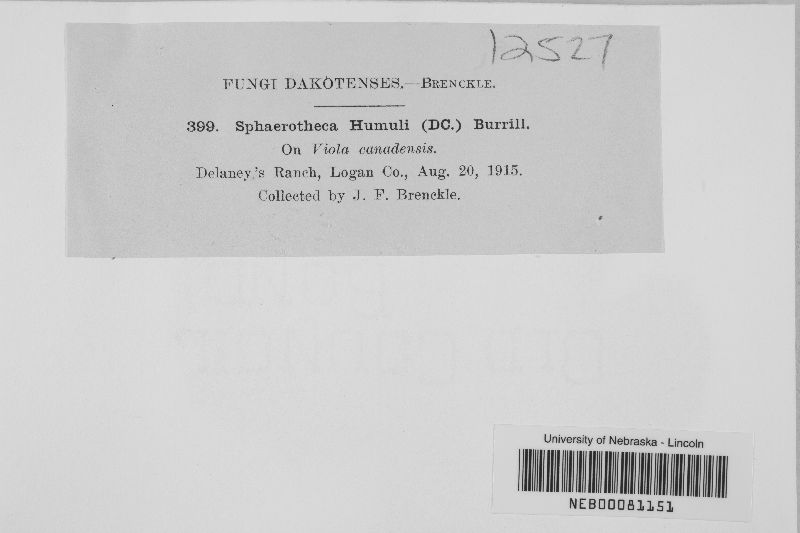 12527
FUNGI DAKOTENSES.—BRENCKLE.
399. Sphaerotheca Humuli (DC.) Burrill.
On Viola canadensis.
Delaney's Ranch, Logan Co., Aug. 20, 1915.
Collected by J. F. Brenckle.
University of Nebraska - Lincoln
NEB00081151